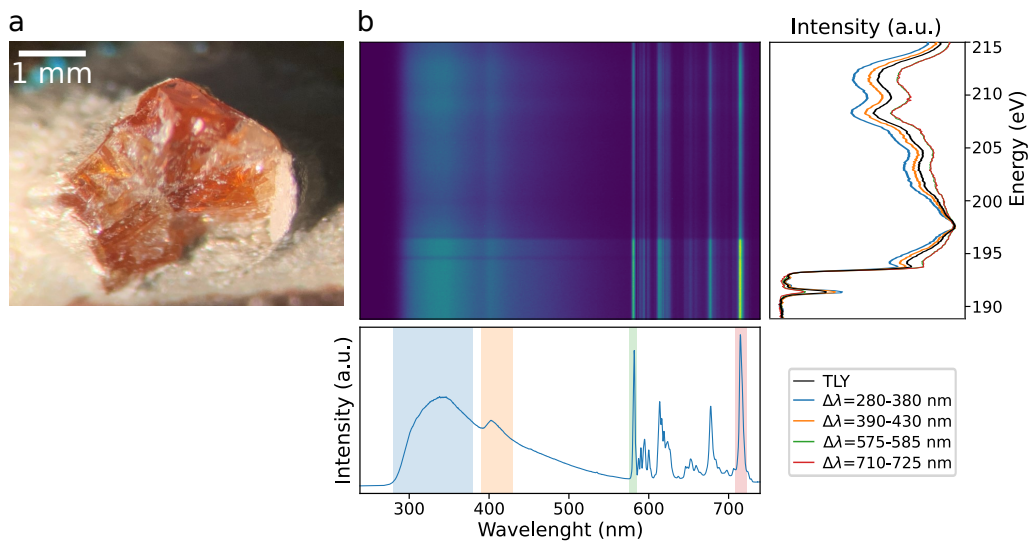 a
1 mm
b
Intensity (a.u.)
215
210
205
200
195
190
Energy (eV)
Intensity (a.u.)
300
400
500
600
700
Wavelenght (nm)
TLY
Δλ=280-380 nm
Δλ=390-430 nm
Δλ=575-585 nm
Δλ=710-725 nm